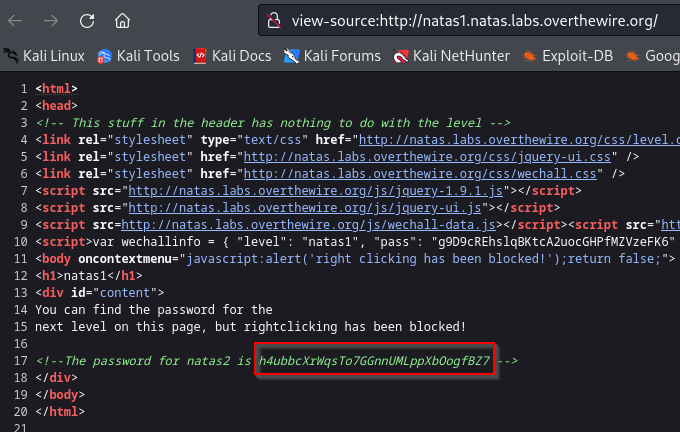 view-source:http://natas1.natas.labs.overthewire.org/
Kali Linux Kali Tools Kali Docs Kali Forums Kali NetHunter Exploit-DB Goog
1 <html>
2 <head>
3 <!-- This stuff in the header has nothing to do with the level -->
4 <link rel="stylesheet" type="text/css" href="http://natas.labs.overthewire.org/css/level.c
5 <link rel="stylesheet" href="http://natas.labs.overthewire.org/css/jquery-ui.css" />
6 <link rel="stylesheet" href="http://natas.labs.overthewire.org/css/wechall.css" />
7 <script src="http://natas.labs.overthewire.org/js/jquery-1.9.1.js"></script>
8 <script src="http://natas.labs.overthewire.org/js/jquery-ui.js"></script>
9 <script src=http://natas.labs.overthewire.org/js/wechall-data.js></script><script src="htt
10 <script>var wechallinfo = { "level": "natas1", "pass": "g9D9cREhslqBKtcA2uocGHPfMZVzeFK6"
11 <body oncontextmenu="javascript:alert('right clicking has been blocked!');return false;">
12 <h1>natas1</h1>
13 <div id="content">
14 You can find the password for the
15 next level on this page, but rightclicking has been blocked!
16
17 <!--The password for natas2 is h4ubbcXrWqsTo7GGnnUMLppXbOogfBZ7 -->
18 </div>
19 </body>
20 </html>
21